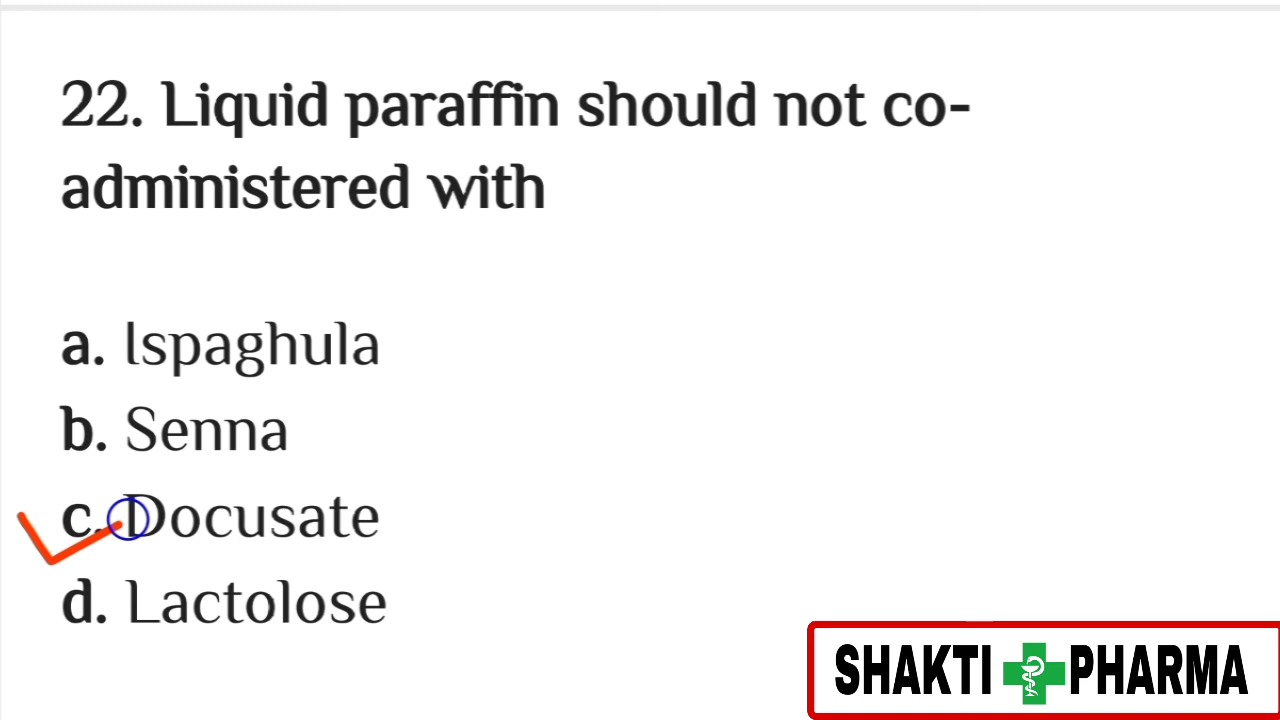 22. Liquid paraffin should not co-
administered with
a. Ispaghula
b. Senna
c. Docusate
d. Lactolose
SHAKTI PHARMA